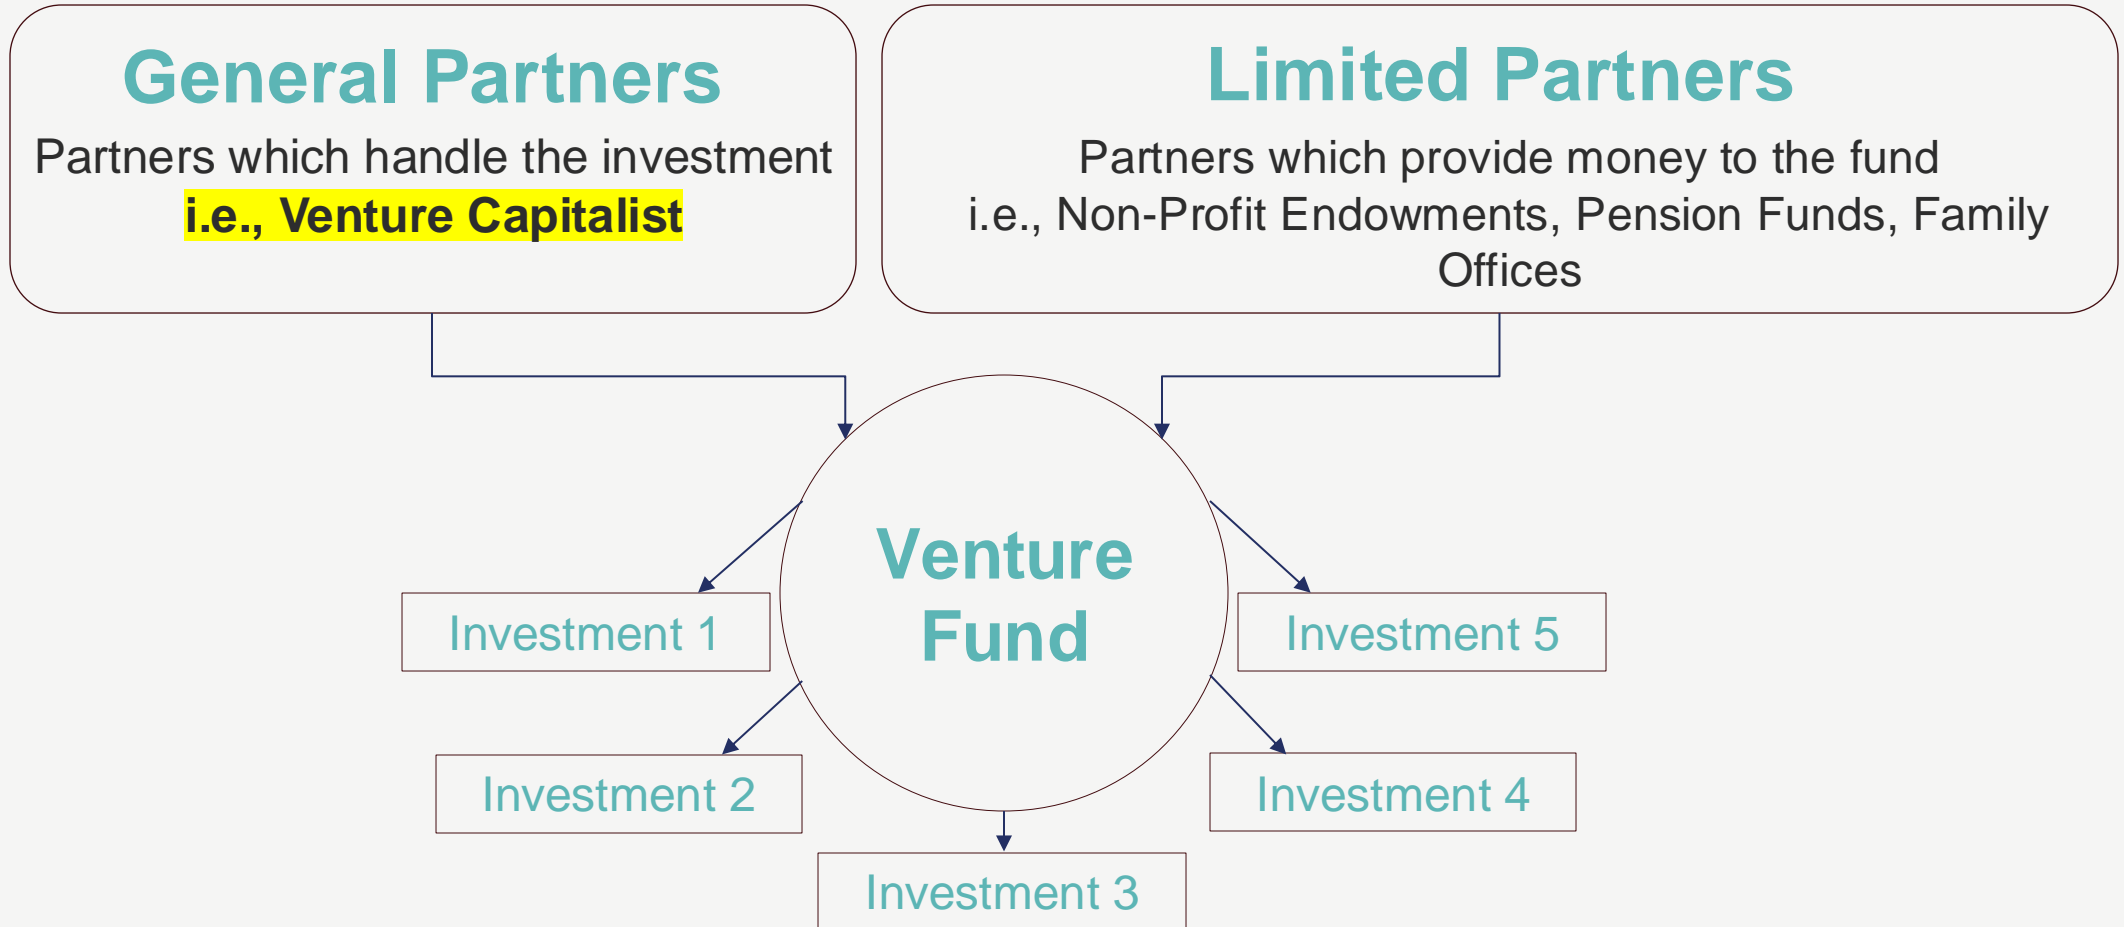 General Partners
Partners which handle the investment
i.e., Venture Capitalist
Limited Partners
Partners which provide money to the fund
i.e., Non-Profit Endowments, Pension Funds, Family
Offices
Venture
Fund
Investment 1
Investment 2
Investment 3
Investment 4
Investment 5